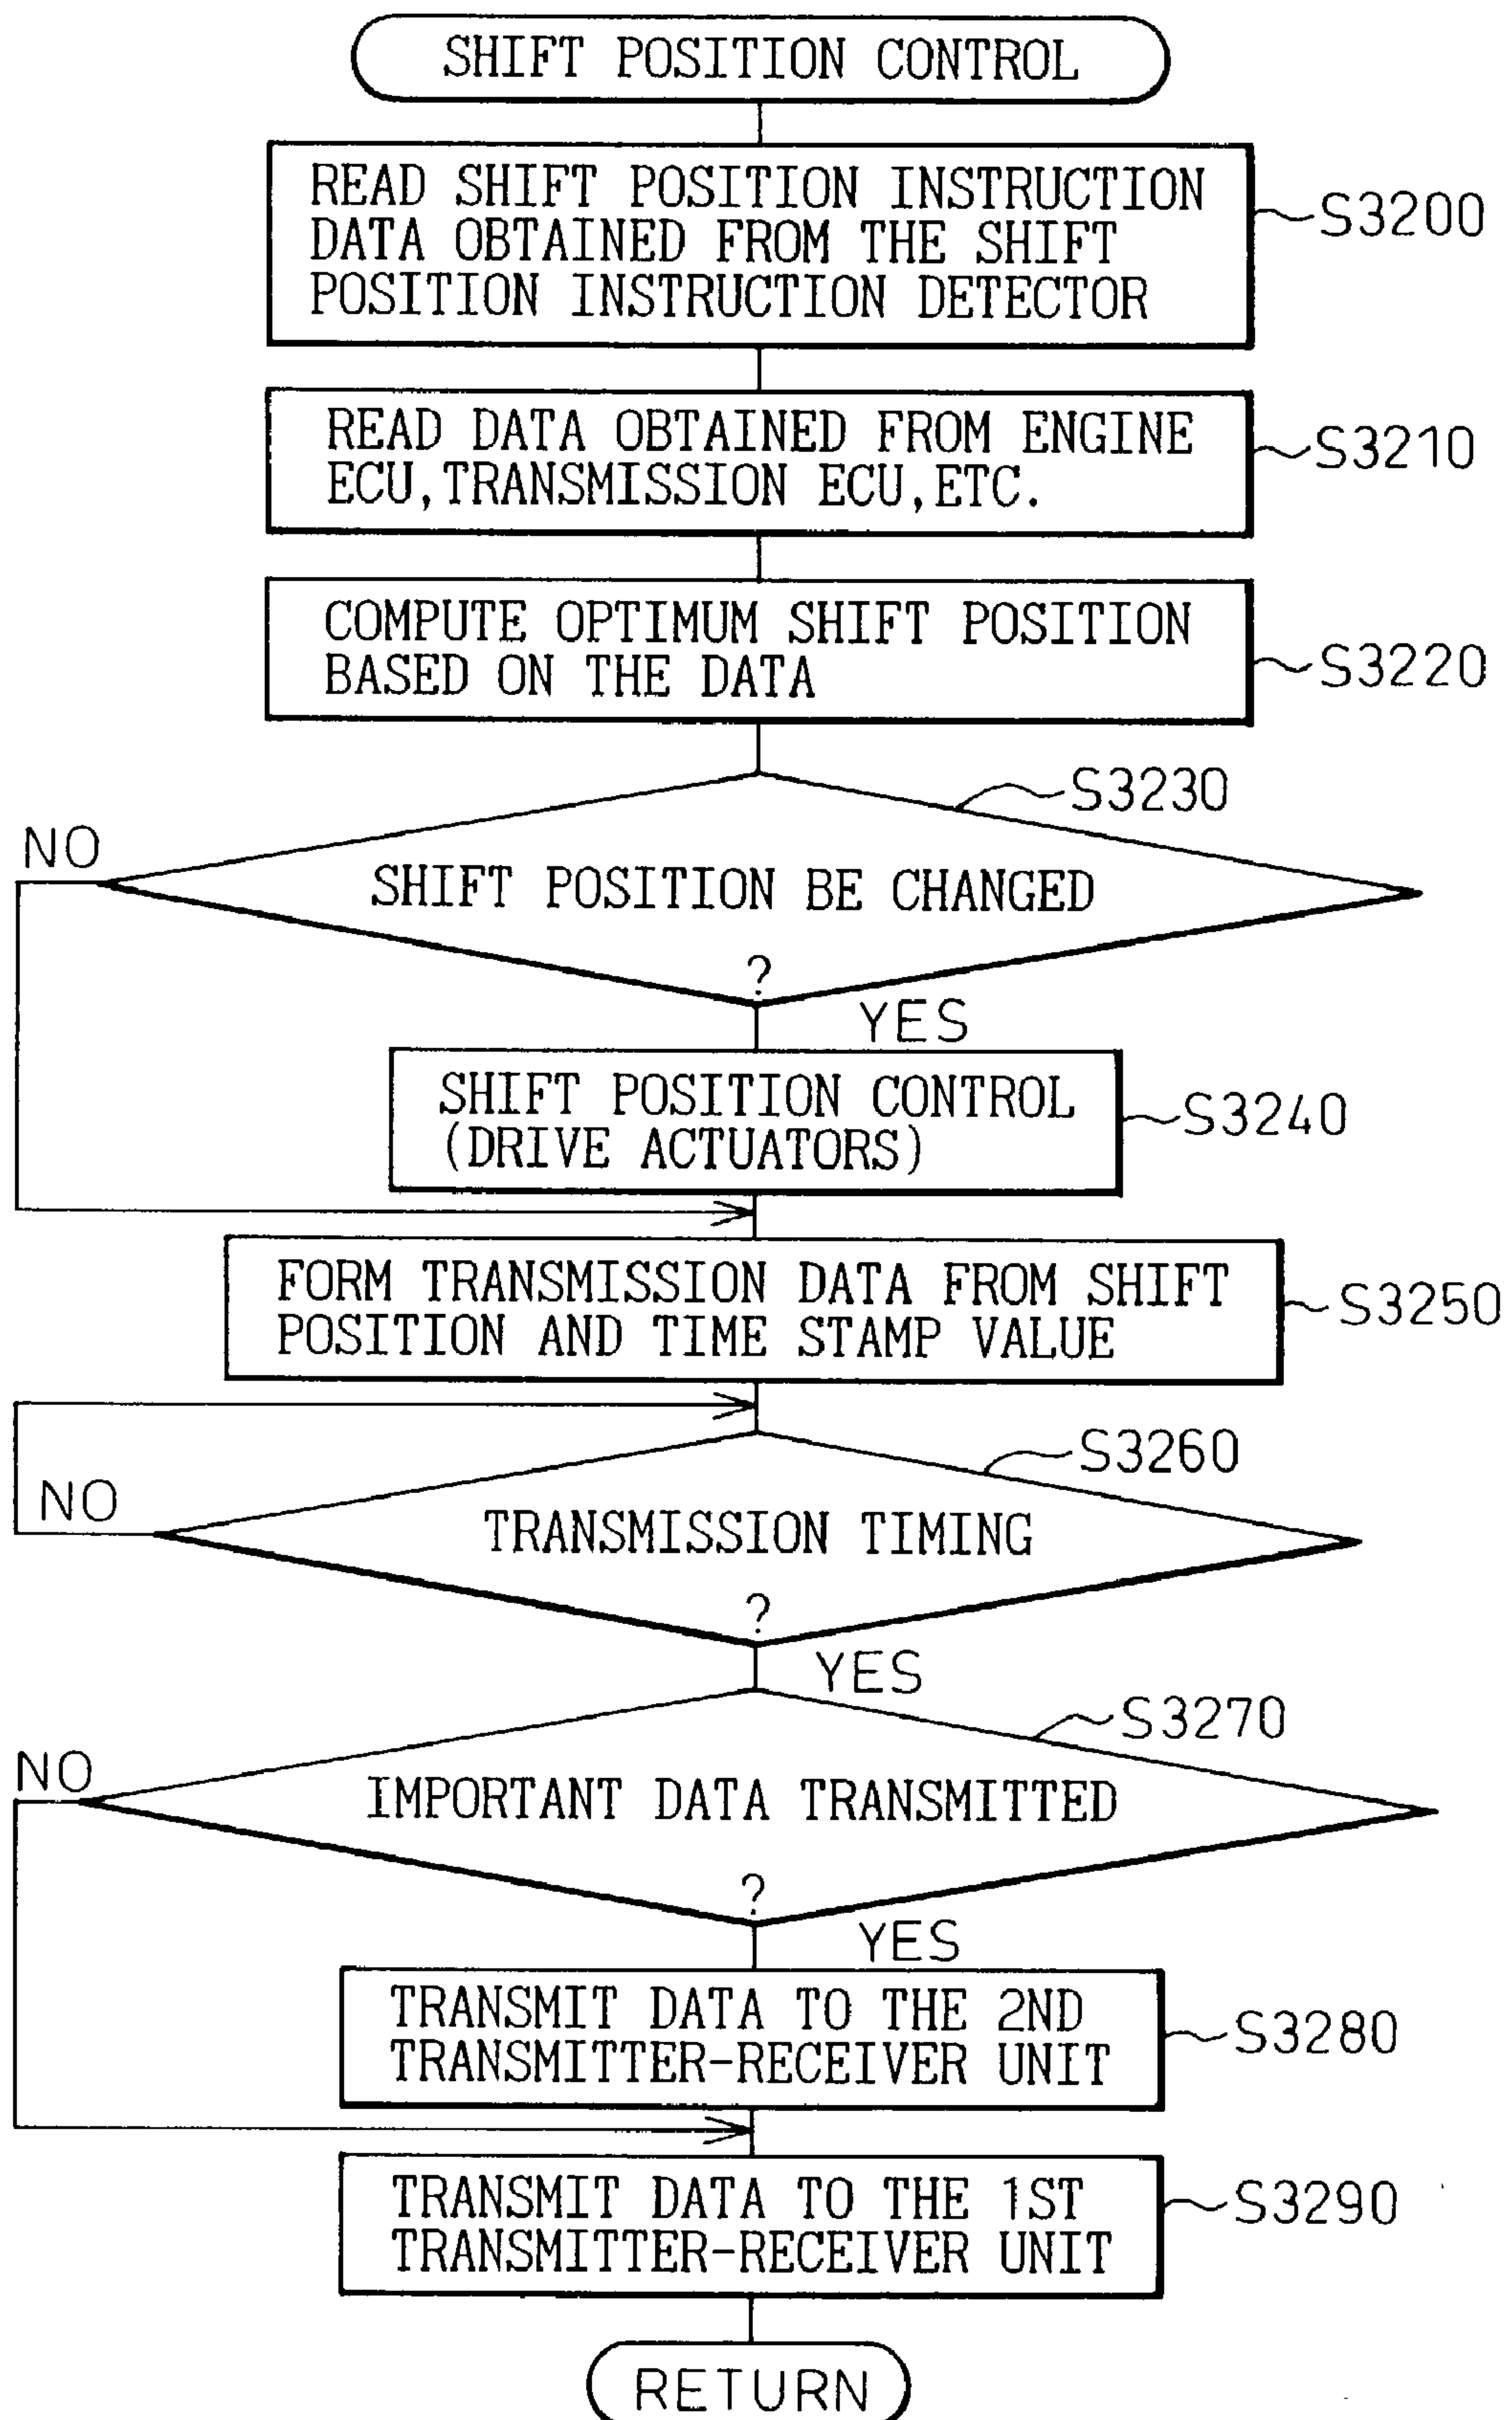 SHIFT POSITION CONTROL
READ SHIFT POSITION INSTRUCTION
DATA OBTAINED FROM THE SHIFT
POSITION INSTRUCTION DETECTOR
S3200
READ DATA OBTAINED FROM ENGINE
ECU,TRANSMISSION ECU,ETC.
S3210
COMPUTE OPTIMUM SHIFT POSITION
BASED ON THE DATA
S3220
S3230
NO
SHIFT POSITION BE CHANGED
?
YES
SHIFT POSITION CONTROL
(DRIVE ACTUATORS)
S3240
FORM TRANSMISSION DATA FROM SHIFT
POSITION AND TIME STAMP VALUE
S3250
S3260
NO
TRANSMISSION TIMING
?
YES
S3270
NO
IMPORTANT DATA TRANSMITTED
?
YES
TRANSMIT DATA TO THE 2ND
TRANSMITTER-RECEIVER UNIT
S3280
TRANSMIT DATA TO THE 1ST
TRANSMITTER-RECEIVER UNIT
S3290
RETURN